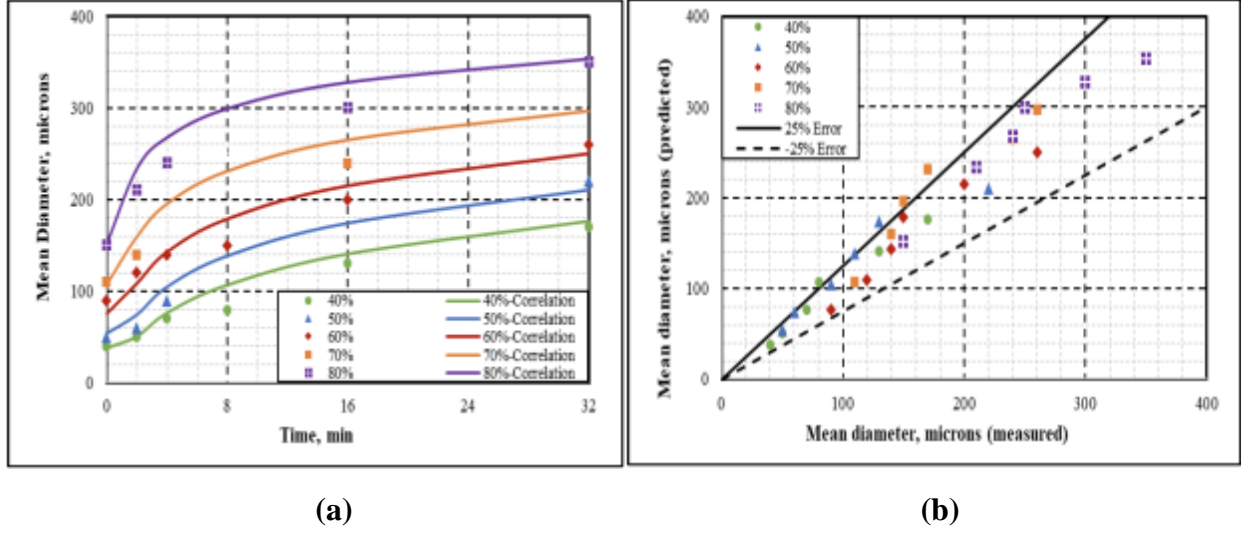 400
300
200
100
0
Mean Diameter, microns
40% 40%-Correlation
50% 50%-Correlation
60% 60%-Correlation
70% 70%-Correlation
80% 80%-Correlation
0 8 16 24 32
Time, min
(a)
400
300
200
100
0
Mean diameter, microns (predicted)
40%
50%
60%
70%
80%
25% Error
-25% Error
0 100 200 300 400
Mean diameter, microns (measured)
(b)